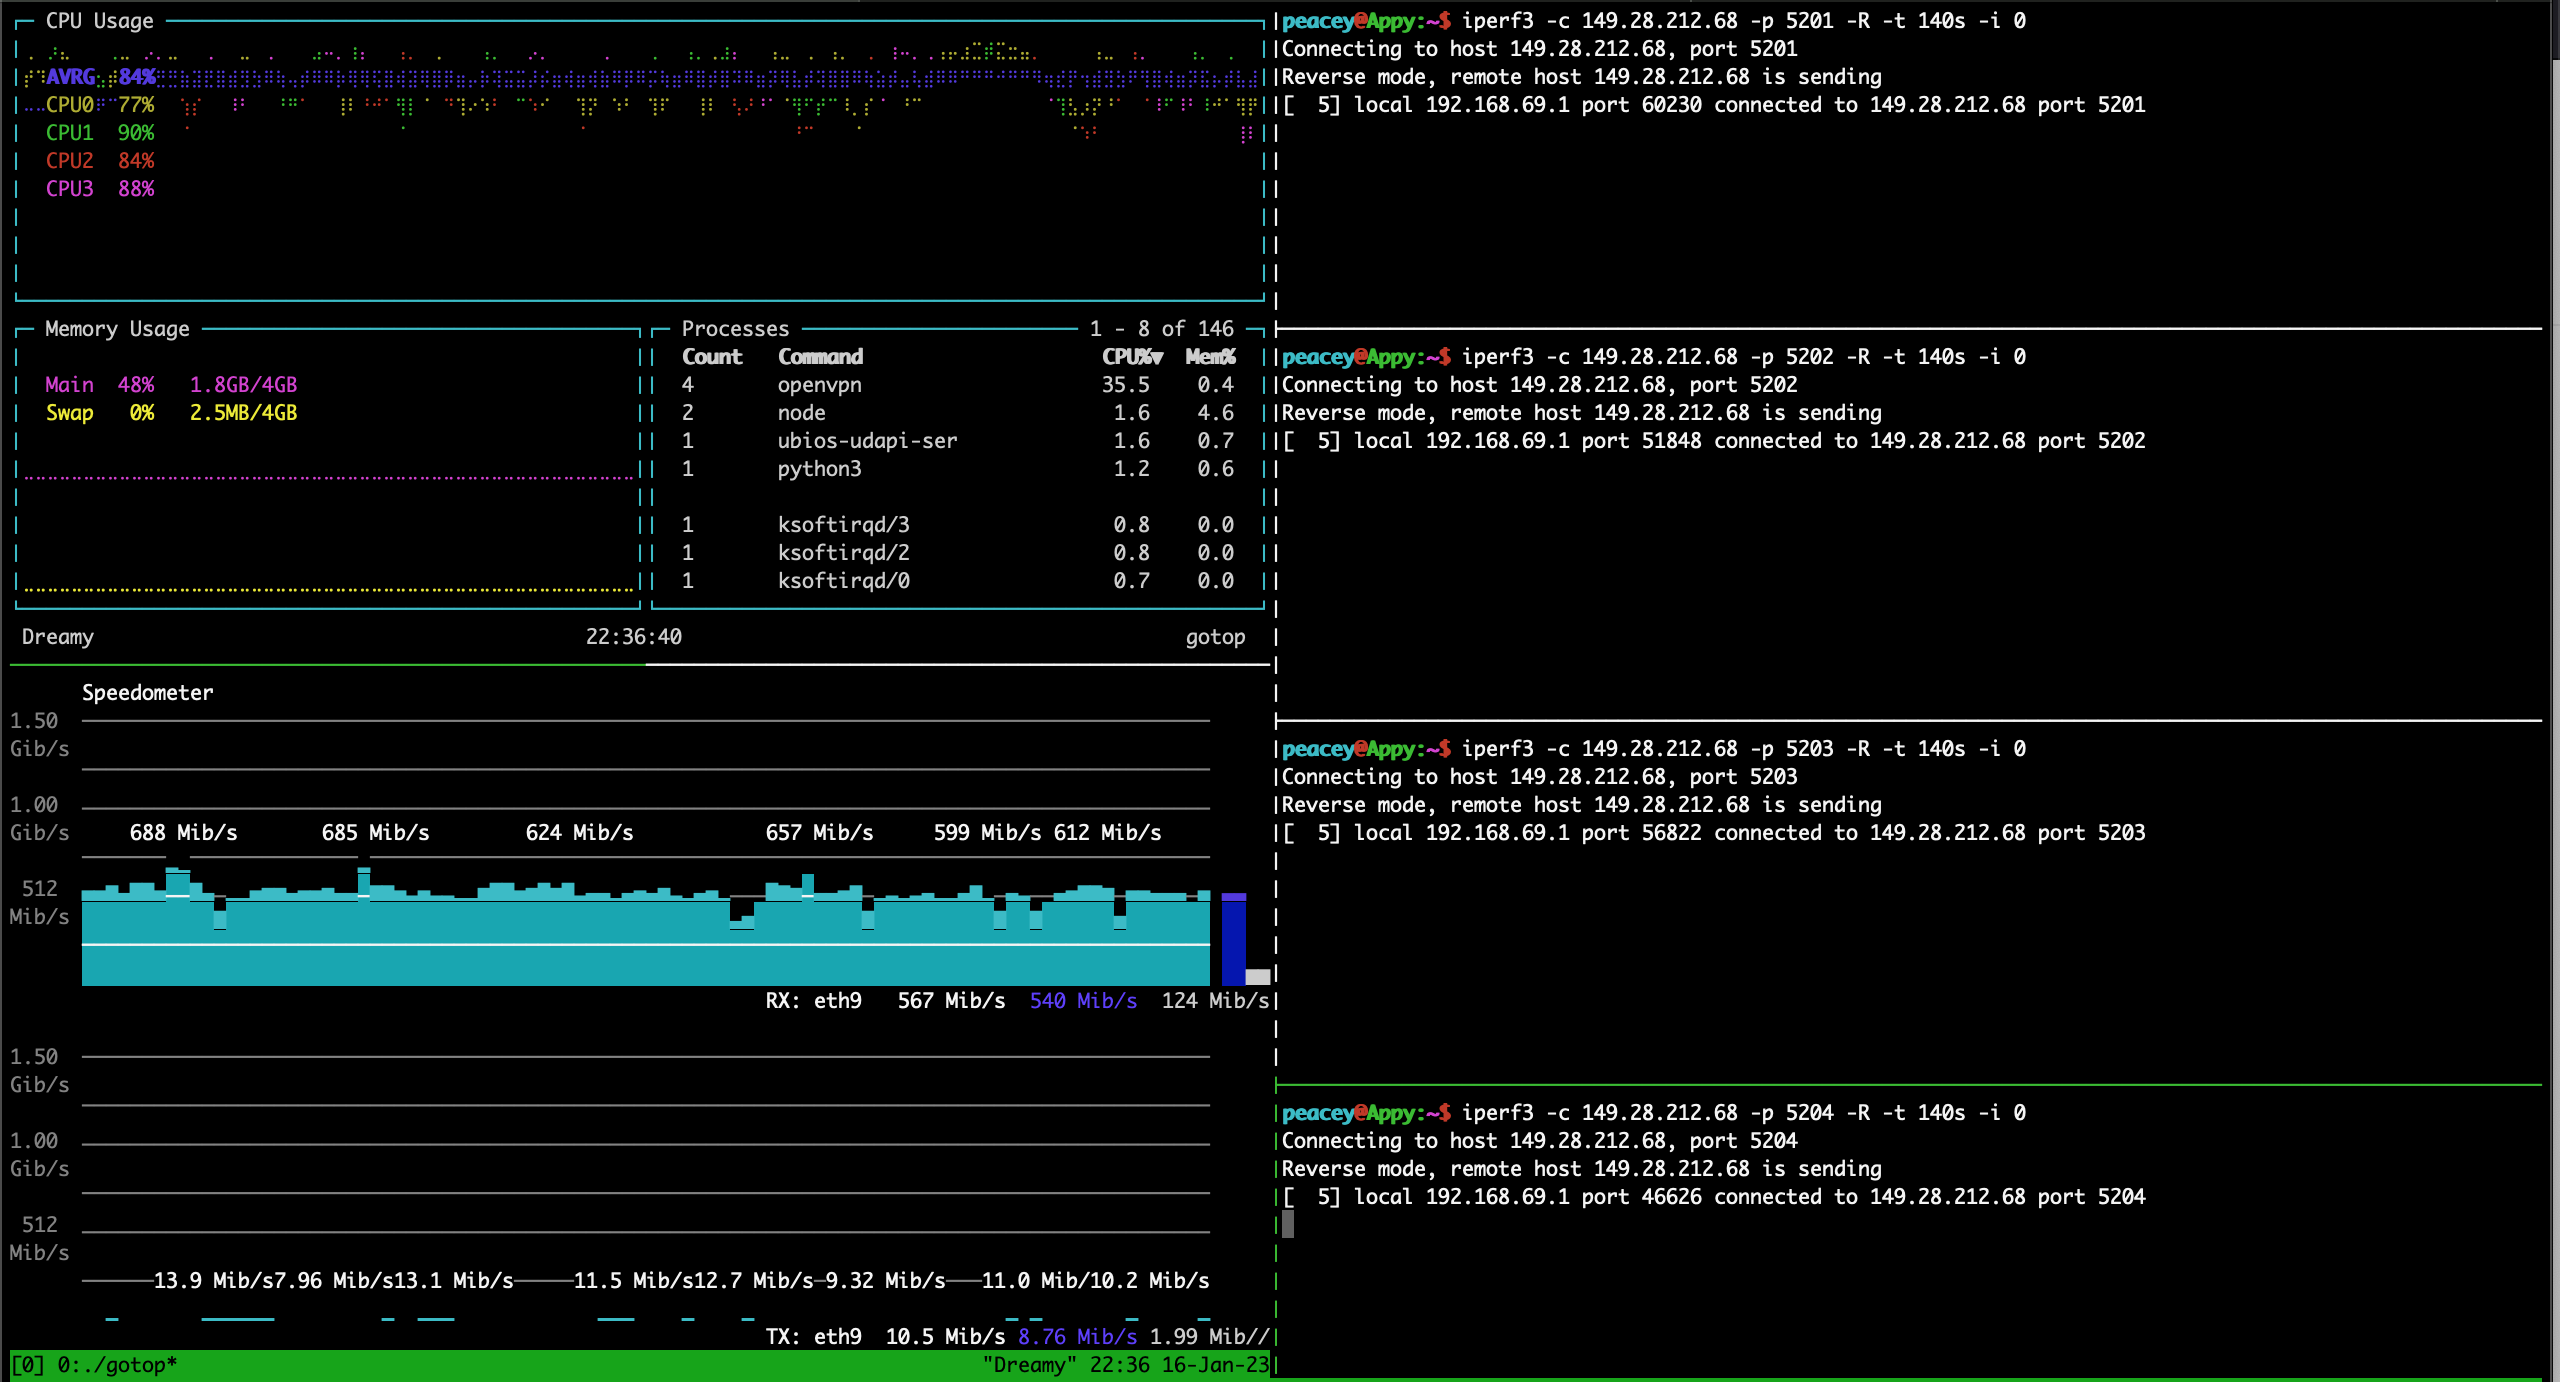 CPU Usage
AVRG 84%
CPU0 77%
CPU1 90%
CPU2 84%
CPU3 88%
Memory Usage
Main 48% 1.8GB/4GB
Swap 0% 2.5MB/4GB
Processes 1 - 8 of 146
Count Command CPU%▼ Mem%
4 openvpn 35.5 0.4
2 node 1.6 4.6
1 ubios-udapi-ser 1.6 0.7
1 python3 1.2 0.6
1 ksoftirqd/3 0.8 0.0
1 ksoftirqd/2 0.8 0.0
1 ksoftirqd/0 0.7 0.0
Dreamy 22:36:40 gotop
Speedometer
1.50
Gib/s
1.00
Gib/s
688 Mib/s 685 Mib/s 624 Mib/s 657 Mib/s 599 Mib/s 612 Mib/s
512
Mib/s
RX: eth9 567 Mib/s 540 Mib/s 124 Mib/s
1.50
Gib/s
1.00
Gib/s
512
Mib/s
13.9 Mib/s7.96 Mib/s13.1 Mib/s 11.5 Mib/s12.7 Mib/s 9.32 Mib/s 11.0 Mib/10.2 Mib/s
TX: eth9 10.5 Mib/s 8.76 Mib/s 1.99 Mib//
[0] 0:./gotop* "Dreamy" 22:36 16-Jan-23
peacey@Appy:~$ iperf3 -c 149.28.212.68 -p 5201 -R -t 140s -i 0
Connecting to host 149.28.212.68, port 5201
Reverse mode, remote host 149.28.212.68 is sending
[  5] local 192.168.69.1 port 60230 connected to 149.28.212.68 port 5201
peacey@Appy:~$ iperf3 -c 149.28.212.68 -p 5202 -R -t 140s -i 0
Connecting to host 149.28.212.68, port 5202
Reverse mode, remote host 149.28.212.68 is sending
[  5] local 192.168.69.1 port 51848 connected to 149.28.212.68 port 5202
peacey@Appy:~$ iperf3 -c 149.28.212.68 -p 5203 -R -t 140s -i 0
Connecting to host 149.28.212.68, port 5203
Reverse mode, remote host 149.28.212.68 is sending
[  5] local 192.168.69.1 port 56822 connected to 149.28.212.68 port 5203
peacey@Appy:~$ iperf3 -c 149.28.212.68 -p 5204 -R -t 140s -i 0
Connecting to host 149.28.212.68, port 5204
Reverse mode, remote host 149.28.212.68 is sending
[  5] local 192.168.69.1 port 46626 connected to 149.28.212.68 port 5204